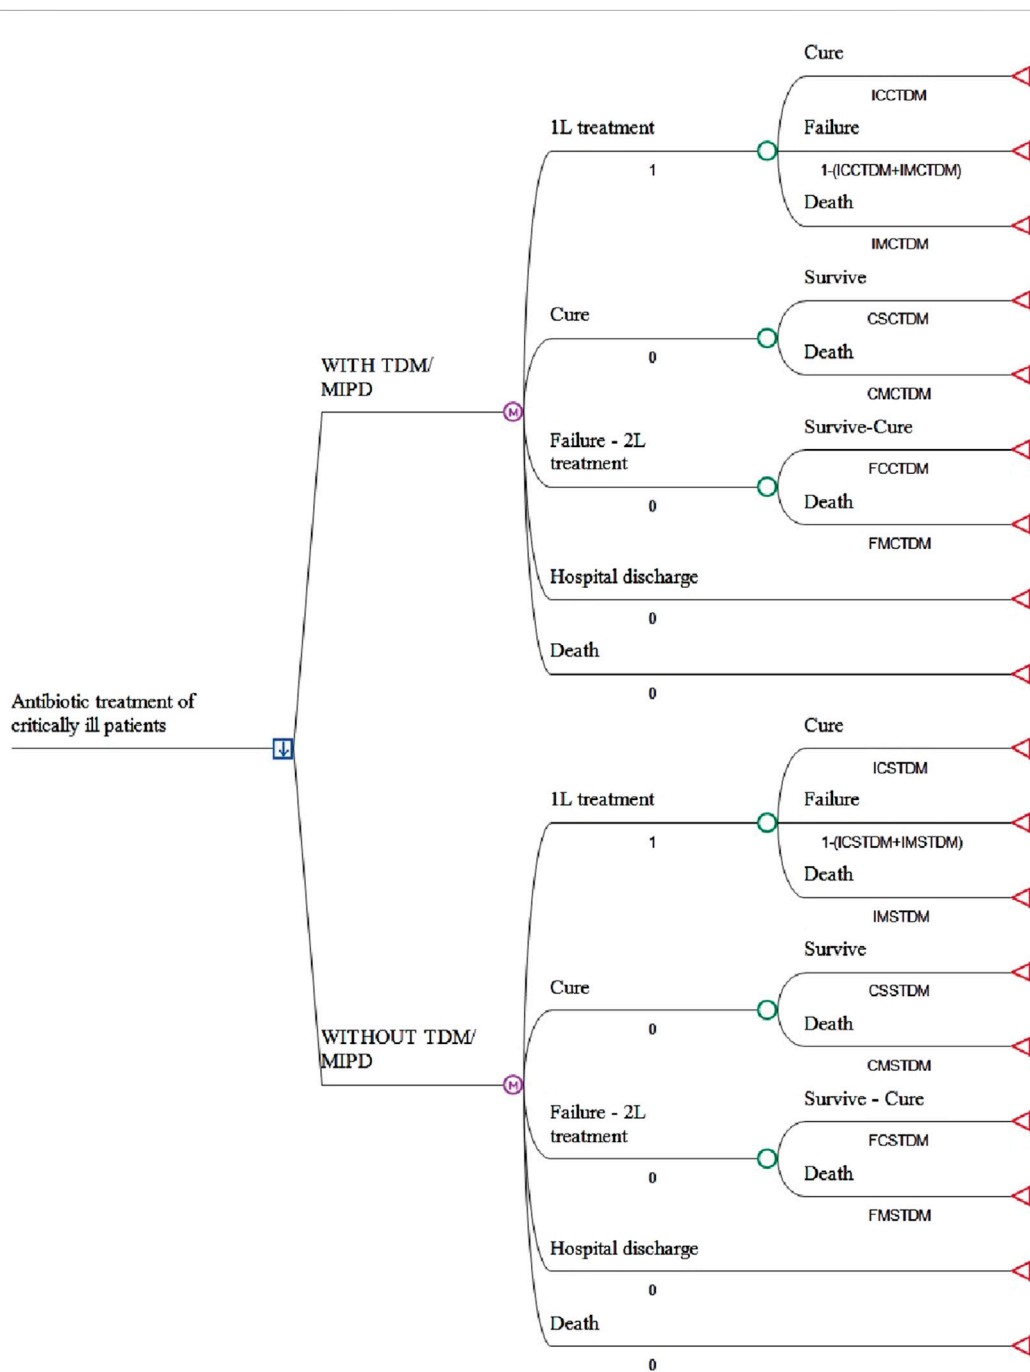 Cure
ICCTDM
1L treatment
Failure
1
1-(ICCTDM+IMCTDM)
Death
IMCTDM
Survive
Cure
CSCTDM
0
Death
WITH TDM/
MIPD
CMCTDM
M
Survive-Cure
Failure - 2L
treatment
FCCTDM
0
Death
FMCTDM
Hospital discharge
0
Death
0
Antibiotic treatment of
critically ill patients
Cure
ICSTDM
1L treatment
Failure
1
1-(ICSTDM+IMSTDM)
Death
IMSTDM
Survive
Cure
CSSTDM
0
Death
WITHOUT TDM/
MIPD
CMSTDM
M
Survive - Cure
Failure - 2L
treatment
FCSTDM
0
Death
FMSTDM
Hospital discharge
0
Death
0